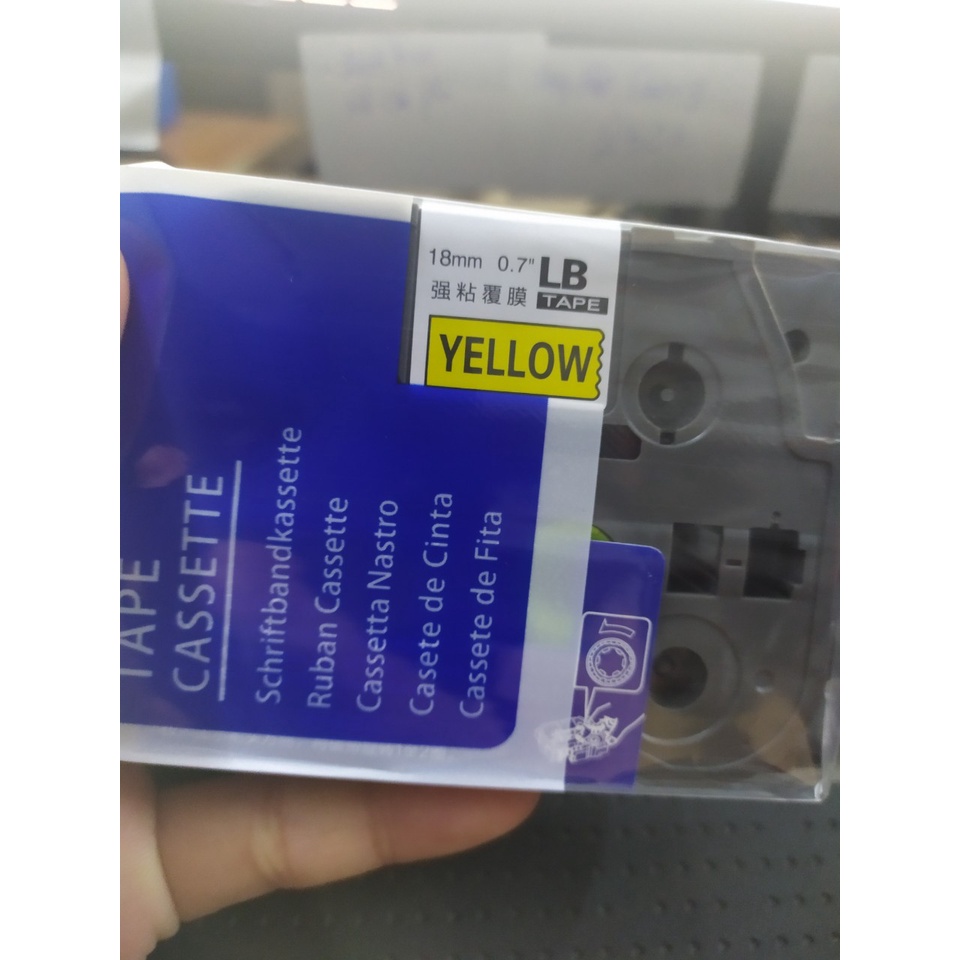 18mm 0.7" LB
强粘覆膜 TAPE
YELLOW
TAPE
CASSETTE
Schriftbandkassette
Ruban Cassette
Cassetta Nastro
Casete de Cinta
Cassete de Fita